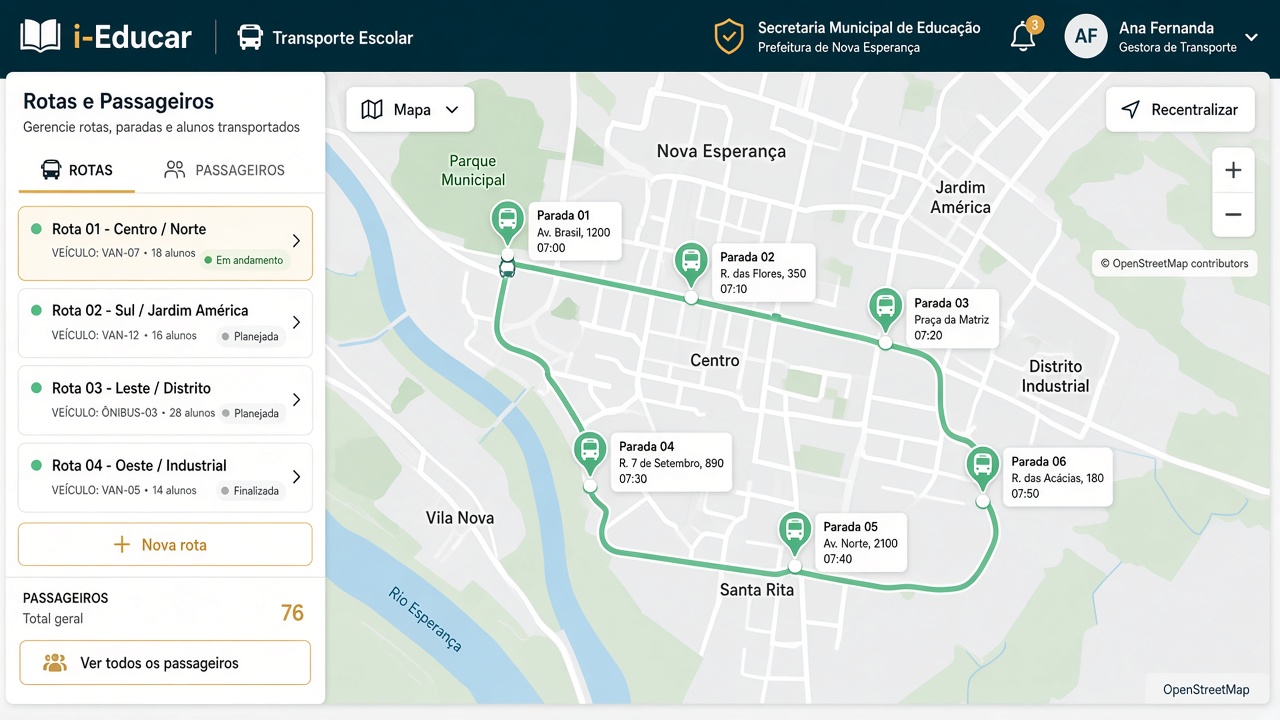 i-Educar
Transporte Escolar
Secretaria Municipal de Educação
Prefeitura de Nova Esperança
3
AF
Ana Fernanda
Gestora de Transporte
Rotas e Passageiros
Gerencie rotas, paradas e alunos transportados
ROTAS
PASSAGEIROS
Rota 01 - Centro / Norte
VEÍCULO: VAN-07 • 18 alunos
Em andamento
Rota 02 - Sul / Jardim América
VEÍCULO: VAN-12 • 16 alunos
Planejada
Rota 03 - Leste / Distrito
VEÍCULO: ÔNIBUS-03 • 28 alunos
Planejada
Rota 04 - Oeste / Industrial
VEÍCULO: VAN-05 • 14 alunos
Finalizada
+ Nova rota
PASSAGEIROS
Total geral
76
Ver todos os passageiros
Mapa
Recentralizar
+
−
© OpenStreetMap contributors
Parque
Municipal
Nova Esperança
Jardim
América
Parada 01
Av. Brasil, 1200
07:00
Parada 02
R. das Flores, 350
07:10
Parada 03
Praça da Matriz
07:20
Centro
Distrito
Industrial
Parada 04
R. 7 de Setembro, 890
07:30
Parada 06
R. das Acácias, 180
07:50
Vila Nova
Parada 05
Av. Norte, 2100
07:40
Santa Rita
Rio Esperança
OpenStreetMap